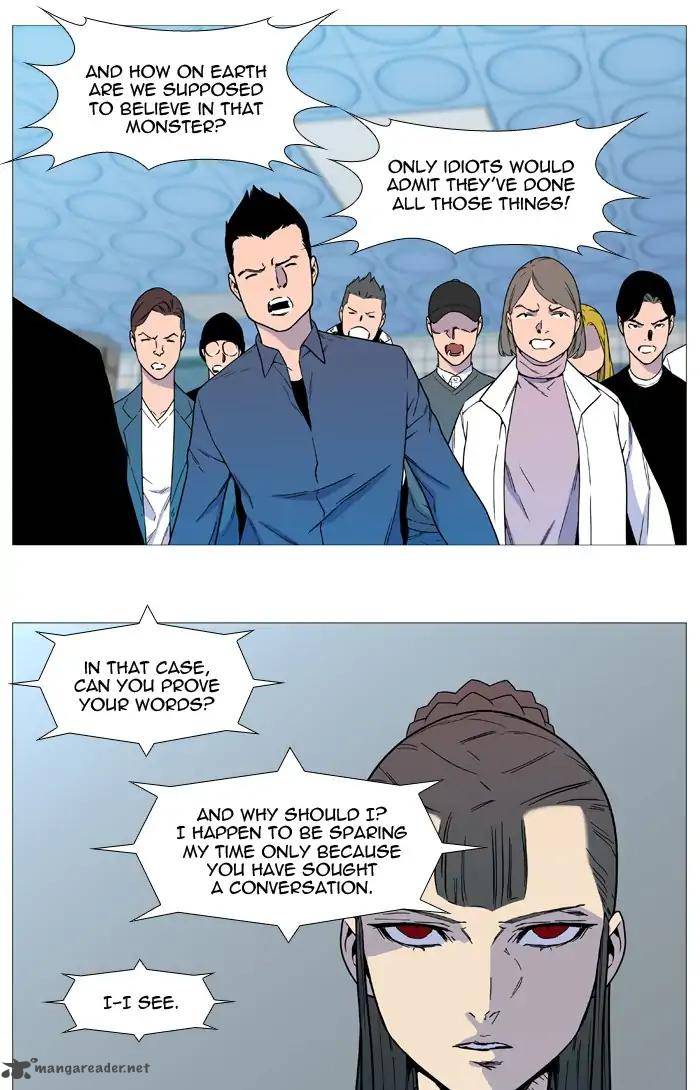 AND HOW ON EARTH
ARE WE SUPPOSED
TO BELIEVE IN THAT
MONSTER?
ONLY IDIOTS WOULD
ADMIT THEY'VE DONE
ALL THOSE THINGS!
IN THAT CASE,
CAN YOU PROVE
YOUR WORDS?
AND WHY SHOULD I?
I HAPPEN TO BE SPARING
MY TIME ONLY BECAUSE
YOU HAVE SOUGHT
A CONVERSATION.
I-I SEE.
mangareader.net